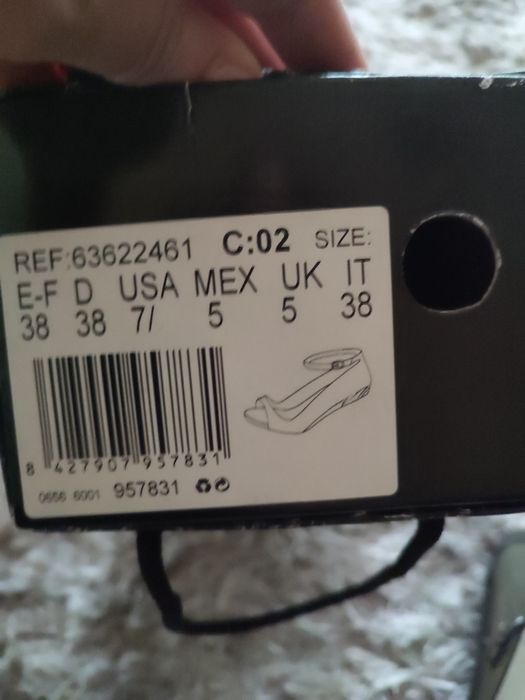 REF:63622461 C:02 SIZE:
E-F D USA MEX UK IT
38 38 7/ 5 5 38
8 427907 957831
0656 6001 957831